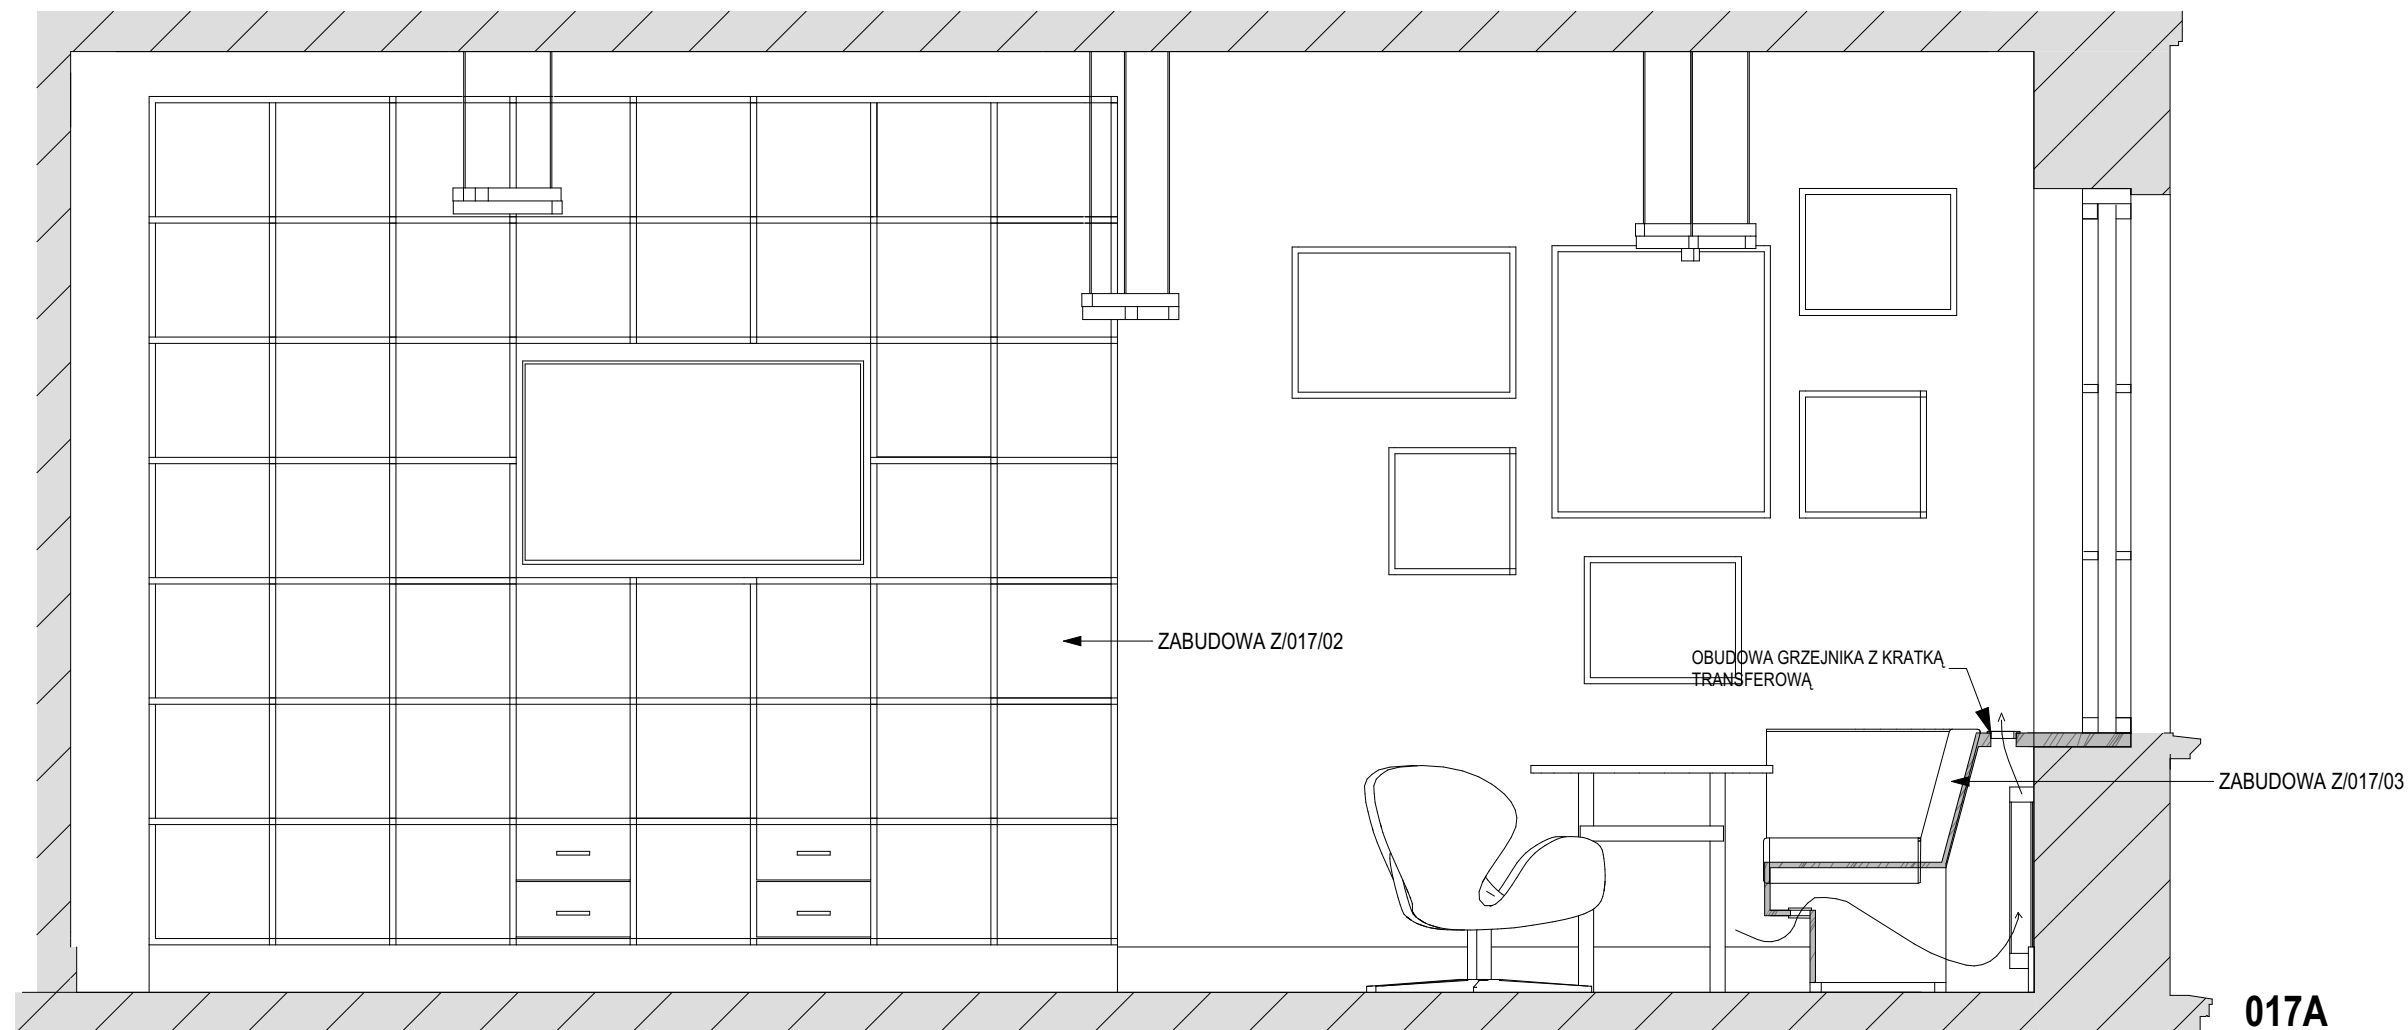 ZABUDOWA Z/017/02
OBUDOWA GRZEJNIKA Z KRATKĄ
TRANSFEROWĄ
ZABUDOWA Z/017/03
017A